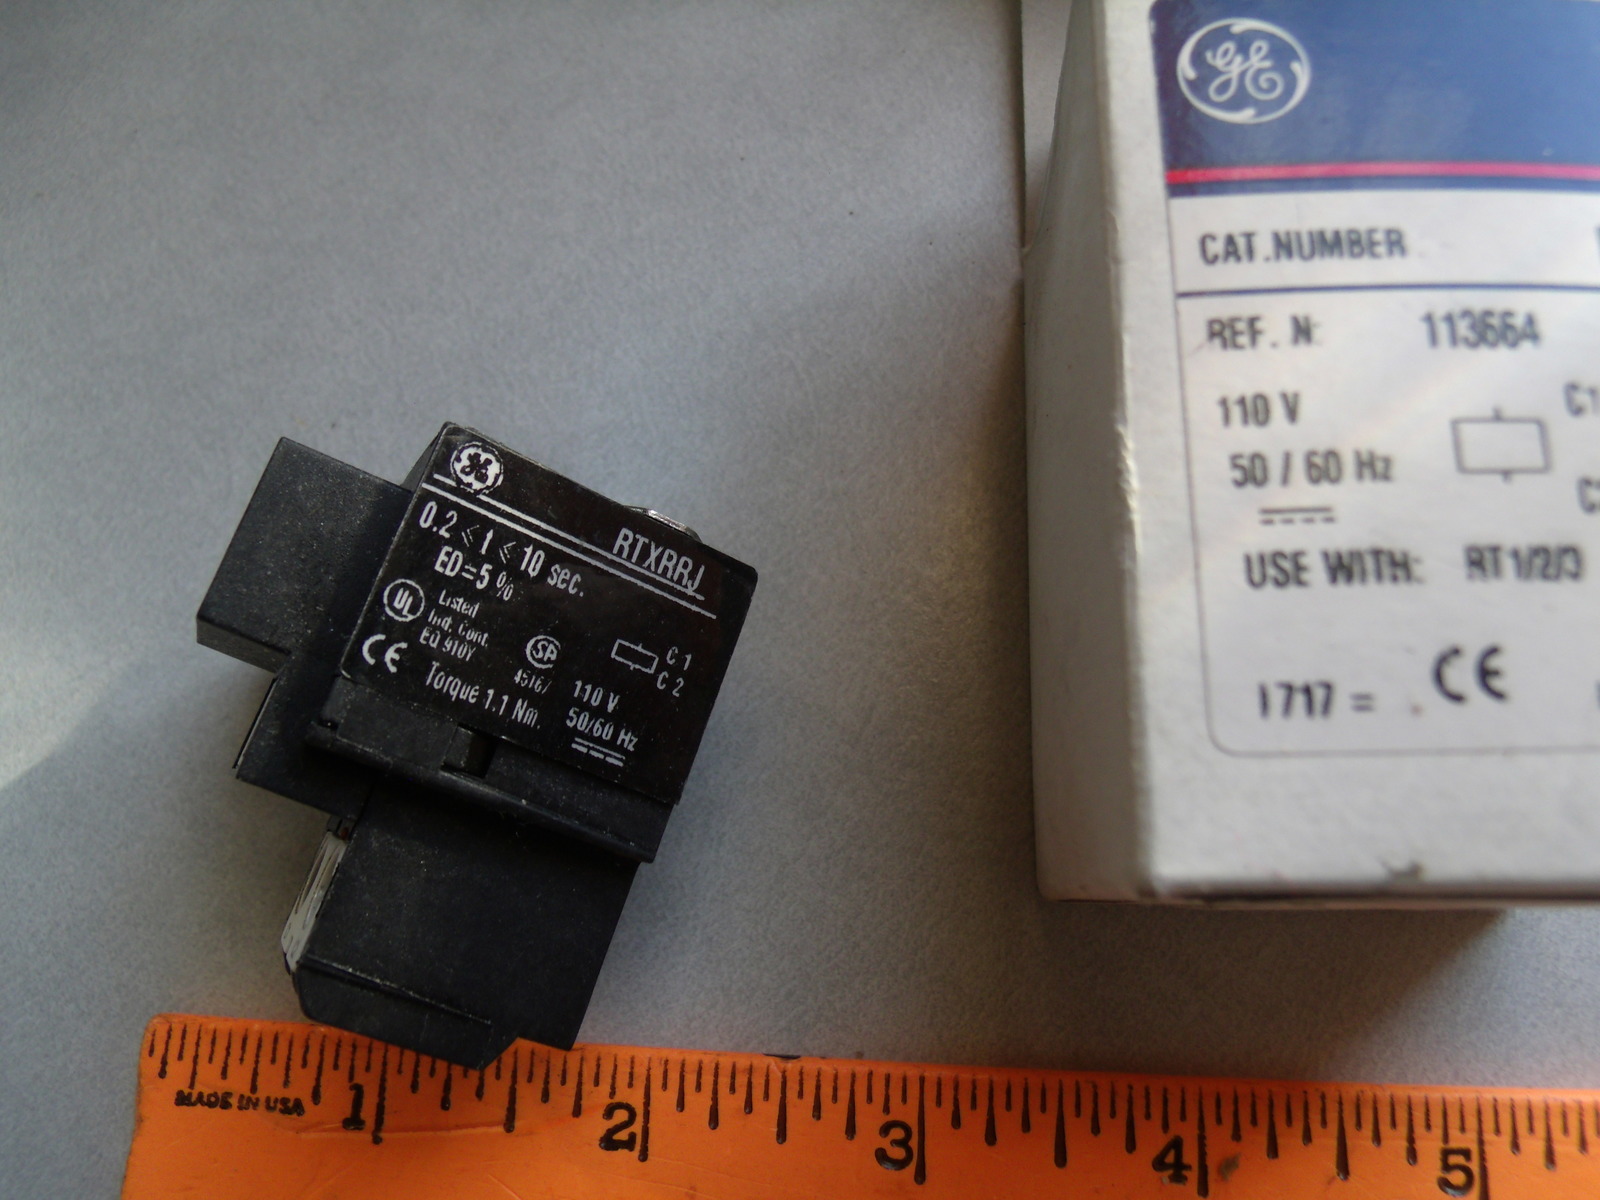 GE
RTXRRJ
0.2 ≤ I ≤ 10 sec.
ED=5 %
UL
Listed
Ind. Cont.
EQ 910Y
CE
SA
Torque 1.1 Nm.
110 V
50/60 Hz
C 1
C 2
GE
CAT.NUMBER
REF. N:
113664
110 V
50 / 60 Hz
USE WITH: RT1/2/3
1717 = CE
MADE IN USA
1 2 3 4 5